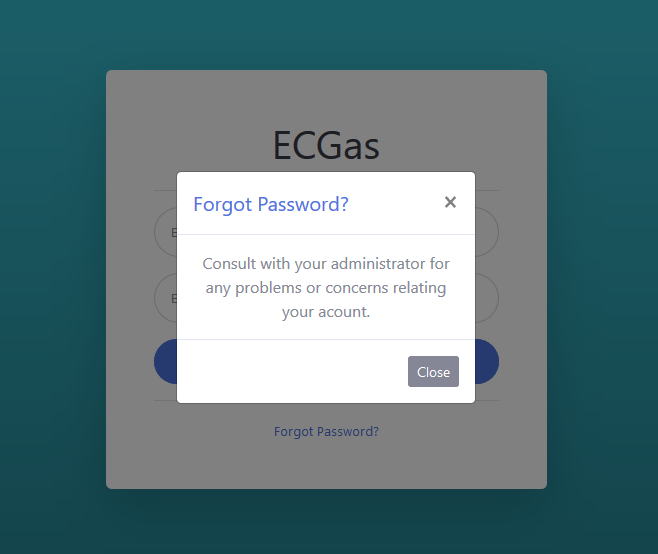 ECGas
Forgot Password?
×
E
E
Consult with your administrator for
any problems or concerns relating
your acount.
Close
Forgot Password?